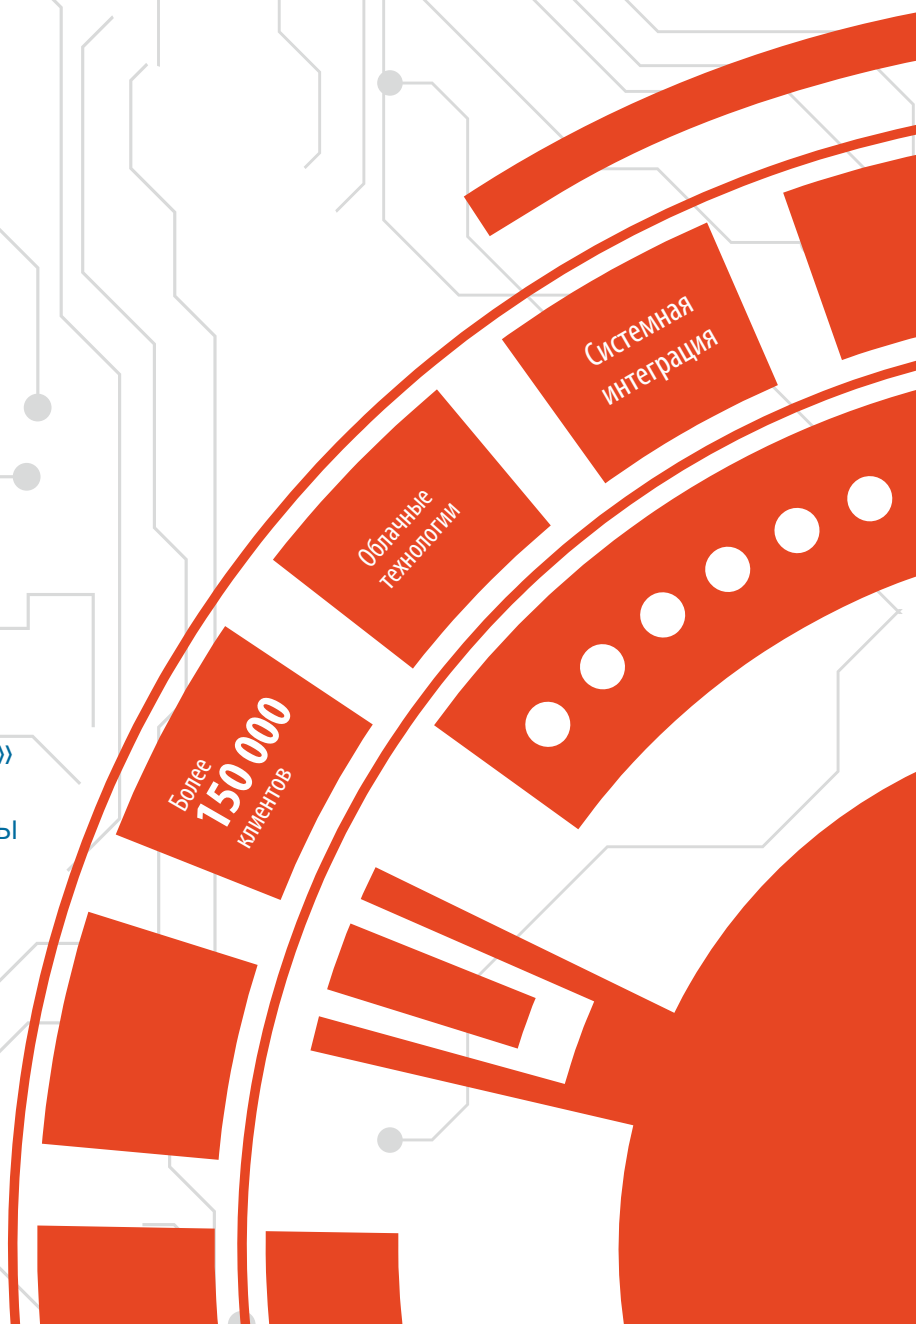 Системная
интеграция
Облачные
технологии
Более
150 000
клиентов
»
ы